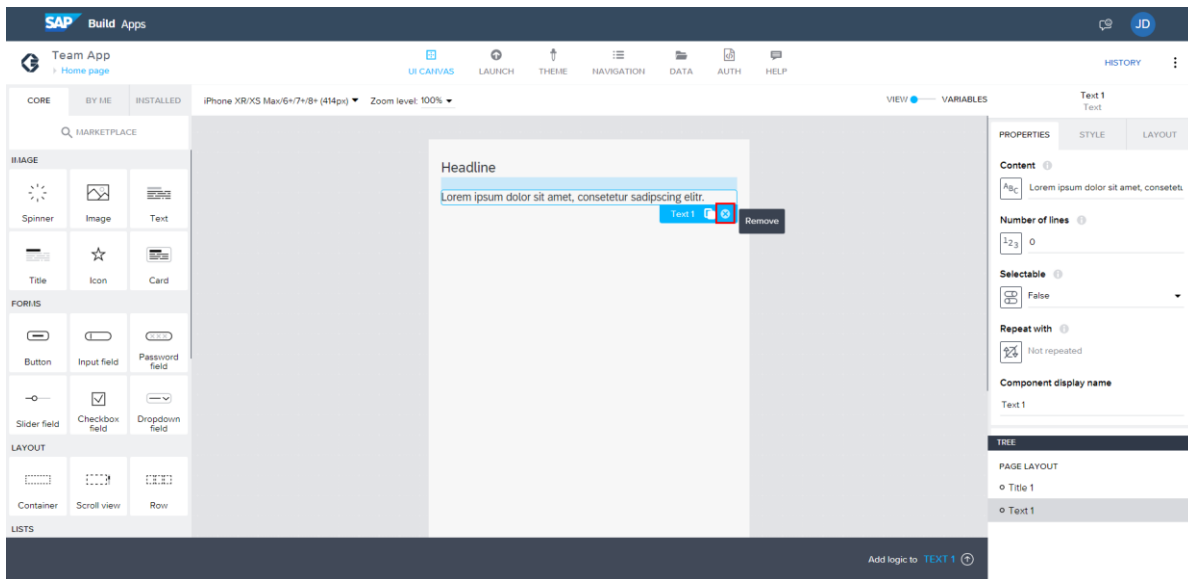 SAP Build Apps
JD
Team App
Home page
UI CANVAS LAUNCH THEME NAVIGATION DATA AUTH HELP
HISTORY
CORE BY ME INSTALLED
iPhone XR/XS Max/6+/7+/8+ (414px) Zoom level: 100%
VIEW VARIABLES
Text 1
Text
MARKETPLACE
PROPERTIES STYLE LAYOUT
IMAGE
Spinner Image Text
Title Icon Card
FORMS
Button Input field Password field
Slider field Checkbox field Dropdown field
LAYOUT
Container Scroll view Row
LISTS
Headline
Lorem ipsum dolor sit amet, consetetur sadipscing elitr.
Text 1
Remove
Content
ABC Lorem ipsum dolor sit amet, consetetu
Number of lines
123 0
Selectable
False
Repeat with
Not repeated
Component display name
Text 1
TREE
PAGE LAYOUT
Title 1
Text 1
Add logic to TEXT 1